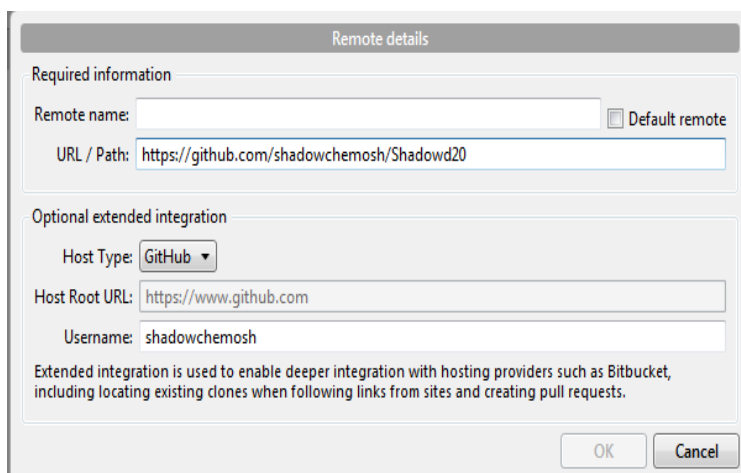 Remote details
Required information
Remote name:
Default remote
URL / Path: https://github.com/shadowchemosh/Shadowd20
Optional extended integration
Host Type: GitHub
Host Root URL: https://www.github.com
Username: shadowchemosh
Extended integration is used to enable deeper integration with hosting providers such as Bitbucket,
including locating existing clones when following links from sites and creating pull requests.
OK Cancel